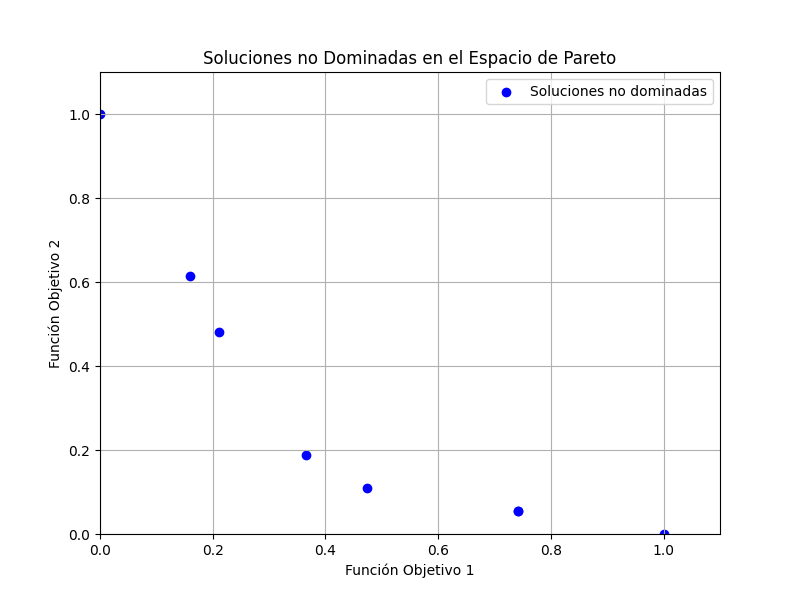 Soluciones no Dominadas en el Espacio de Pareto
Soluciones no dominadas
1.0
0.8
0.6
0.4
0.2
0.0
Función Objetivo 2
0.0 0.2 0.4 0.6 0.8 1.0
Función Objetivo 1